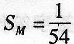 S_M = 1/54